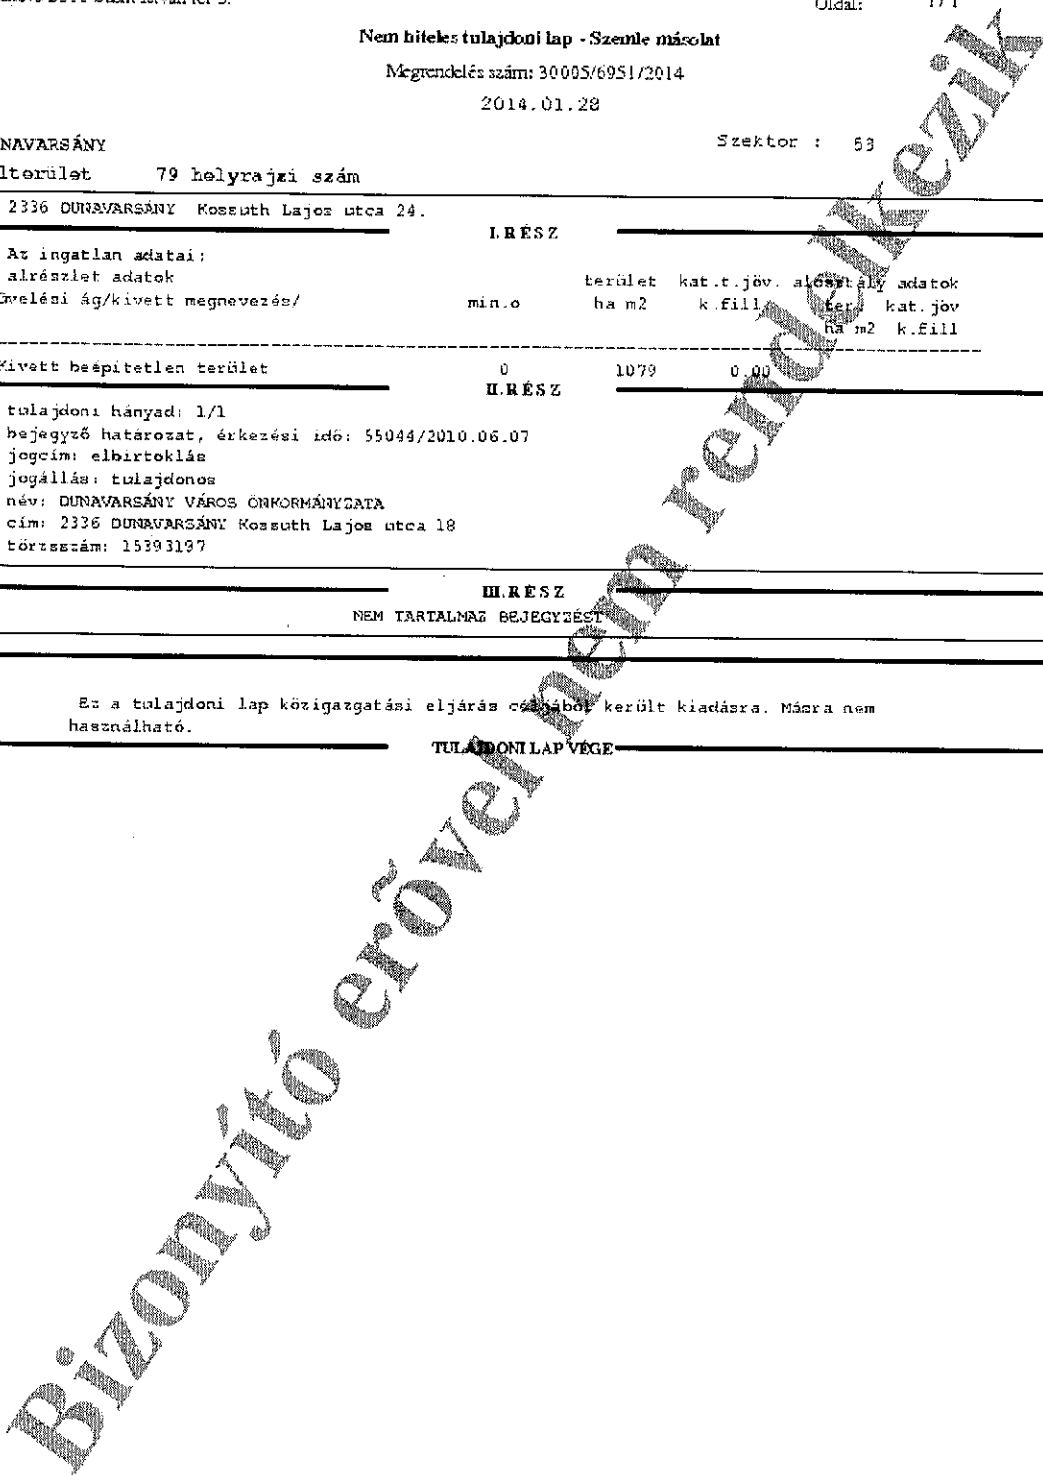 Oldal: 1 / 1
Nem hiteles tulajdoni lap - Szemle másolat
Megrendelés szám: 30005/6951/2014
2014.01.28
NAVARSÁNY
Szektor : 53
lterület 79 helyrajzi szám
2336 DUNAVARSÁNY Kossuth Lajos utca 24.
I. RÉSZ
Az ingatlan adatai:
alrészlet adatok
terület kat.t.jöv. alosztály adatok
űvelési ág/kivett megnevezés/ min.o ha m2 k.fill. ter. kat.jöv
ha m2 k.fill
Kivett beépítetlen terület 0 1079 0.00
II. RÉSZ
tulajdoni hányad: 1/1
bejegyző határozat, érkezési idő: 55044/2010.06.07
jogcím: elbirtoklás
jogállás: tulajdonos
név: DUNAVARSÁNY VÁROS ÖNKORMÁNYZATA
cím: 2336 DUNAVARSÁNY Kossuth Lajos utca 18
törzsszám: 15393197
III. RÉSZ
NEM TARTALMAZ BEJEGYZÉST
Ez a tulajdoni lap közigazgatási eljárás céljából került kiadásra. Másra nem
használható.
TULAJDONI LAP VÉGE
Bizonyító erővel nem rendelkezik